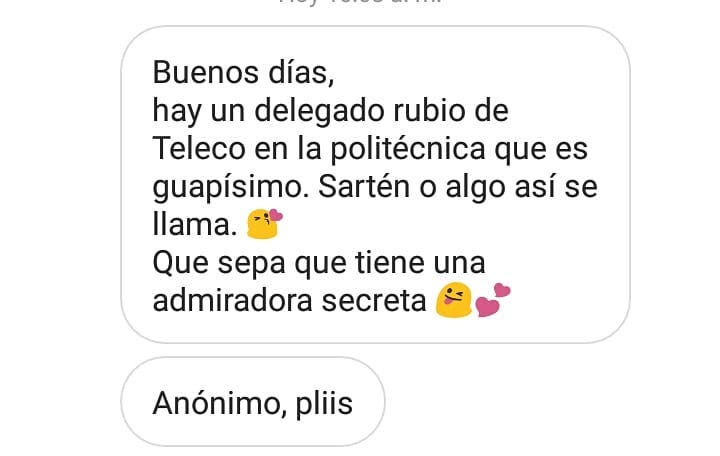 Buenos días,
hay un delegado rubio de
Teleco en la politécnica que es
guapísimo. Sartén o algo así se
llama. 😘
Que sepa que tiene una
admiradora secreta 😜💕
Anónimo, pliis